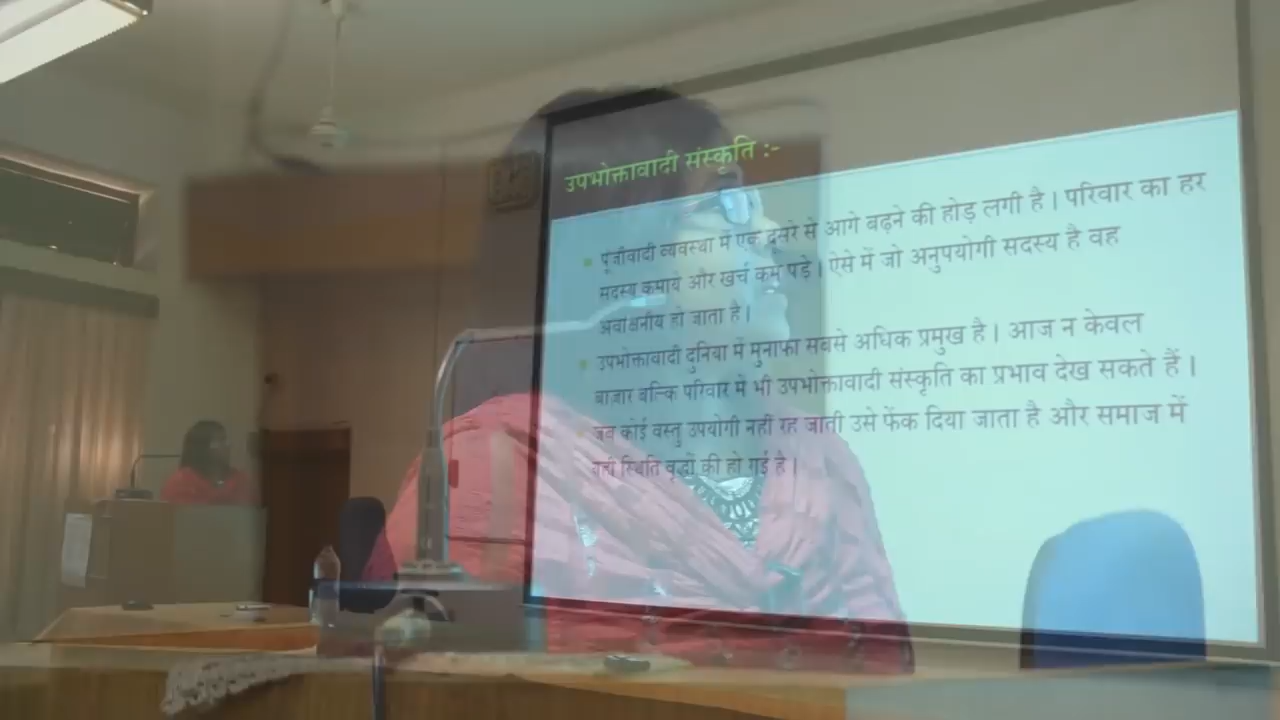 उपभोक्तावादी संस्कृति :-
पूंजीवादी व्यवस्था में एक दूसरे से आगे बढ़ने की होड़ लगी है। परिवार का हर
सदस्य कमाये और खर्च कम पड़े। ऐसे में जो अनुपयोगी सदस्य है वह
अवांक्षनीय हो जाता है।
उपभोक्तावादी दुनिया में मुनाफा सबसे अधिक प्रमुख है। आज न केवल
बाजार बल्कि परिवार में भी उपभोक्तावादी संस्कृति का प्रभाव देख सकते हैं।
जब कोई वस्तु उपयोगी नहीं रह जाती उसे फेंक दिया जाता है और समाज में
यही स्थिति वृद्धों की हो गई है।